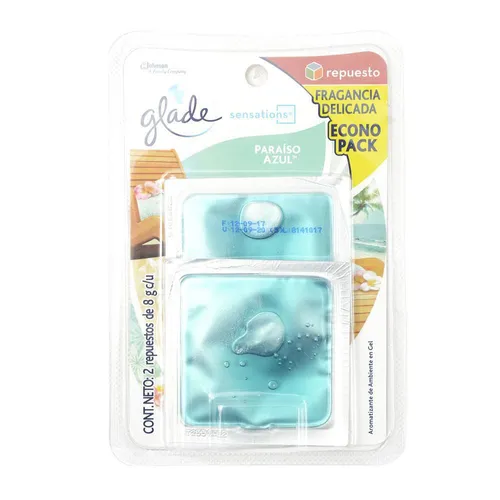 glade
sensations
repuesto
FRAGANCIA
DELICADA
ECONO
PACK
PARAÍSO
AZUL™
CONT.NETO: 2 repuestos de 8 g c/u
Aromatizante de Ambiente en Gel